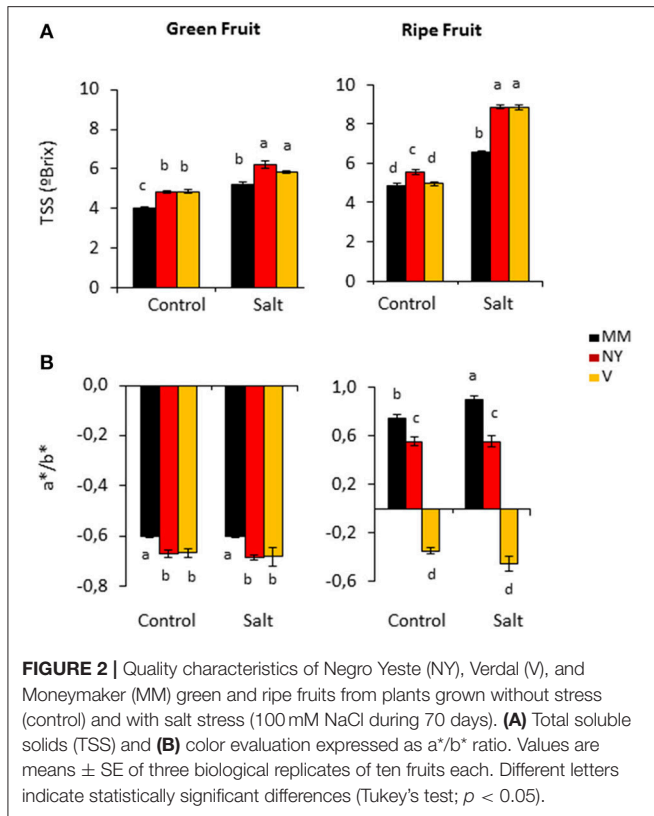 A
Green Fruit Ripe Fruit
TSS (ºBrix)
10
8
6
4
2
0
c b b b a a
Control Salt
10
8
6
4
2
0
d c d b a a
Control Salt
MM
NY
V
B
a*/b*
0,0
-0,2
-0,4
-0,6
-0,8
a b b a b b
Control Salt
1,0
0,6
0,2
-0,2
-0,6
b c d a c d
Control Salt
FIGURE 2 | Quality characteristics of Negro Yeste (NY), Verdal (V), and
Moneymaker (MM) green and ripe fruits from plants grown without stress
(control) and with salt stress (100 mM NaCl during 70 days). (A) Total soluble
solids (TSS) and (B) color evaluation expressed as a*/b* ratio. Values are
means ± SE of three biological replicates of ten fruits each. Different letters
indicate statistically significant differences (Tukey's test; p < 0.05).